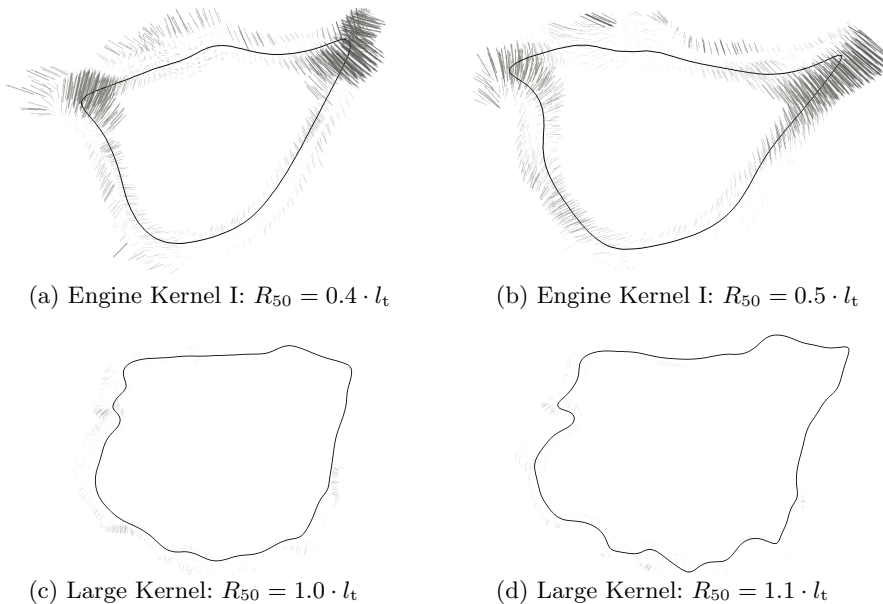 (a) Engine Kernel I: R₅₀ = 0.4 · lₜ
(b) Engine Kernel I: R₅₀ = 0.5 · lₜ
(c) Large Kernel: R₅₀ = 1.0 · lₜ
(d) Large Kernel: R₅₀ = 1.1 · lₜ